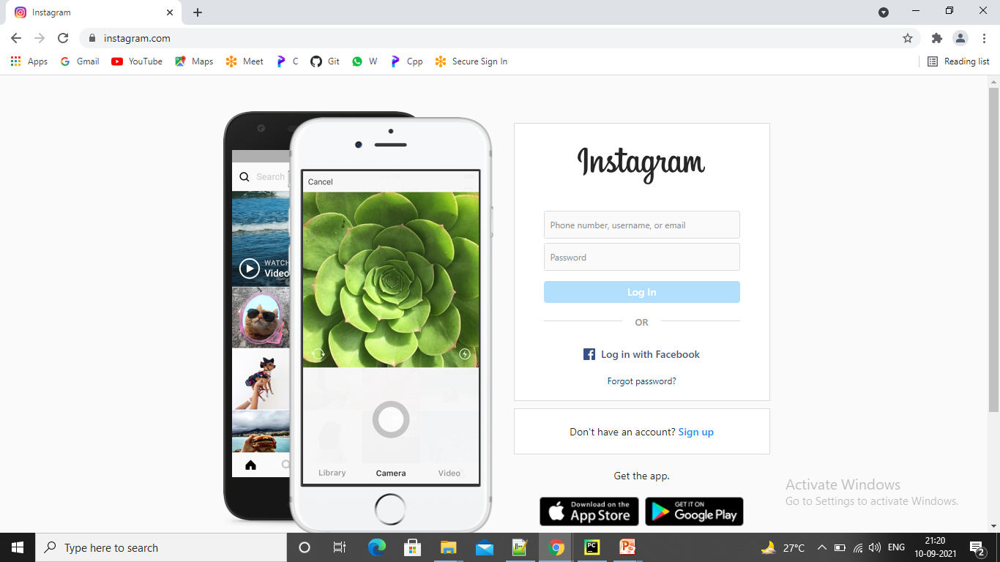 Instagram
instagram.com
Apps Gmail YouTube Maps Meet C Git W Cpp Secure Sign In Reading list
Search
WATCH
Video
Cancel
Library Camera Video
Instagram
Phone number, username, or email
Password
Log In
OR
Log in with Facebook
Forgot password?
Don't have an account? Sign up
Get the app.
Download on the
App Store
GET IT ON
Google Play
Activate Windows
Go to Settings to activate Windows.
Type here to search
PC
27°C
ENG
21:20
10-09-2021
2